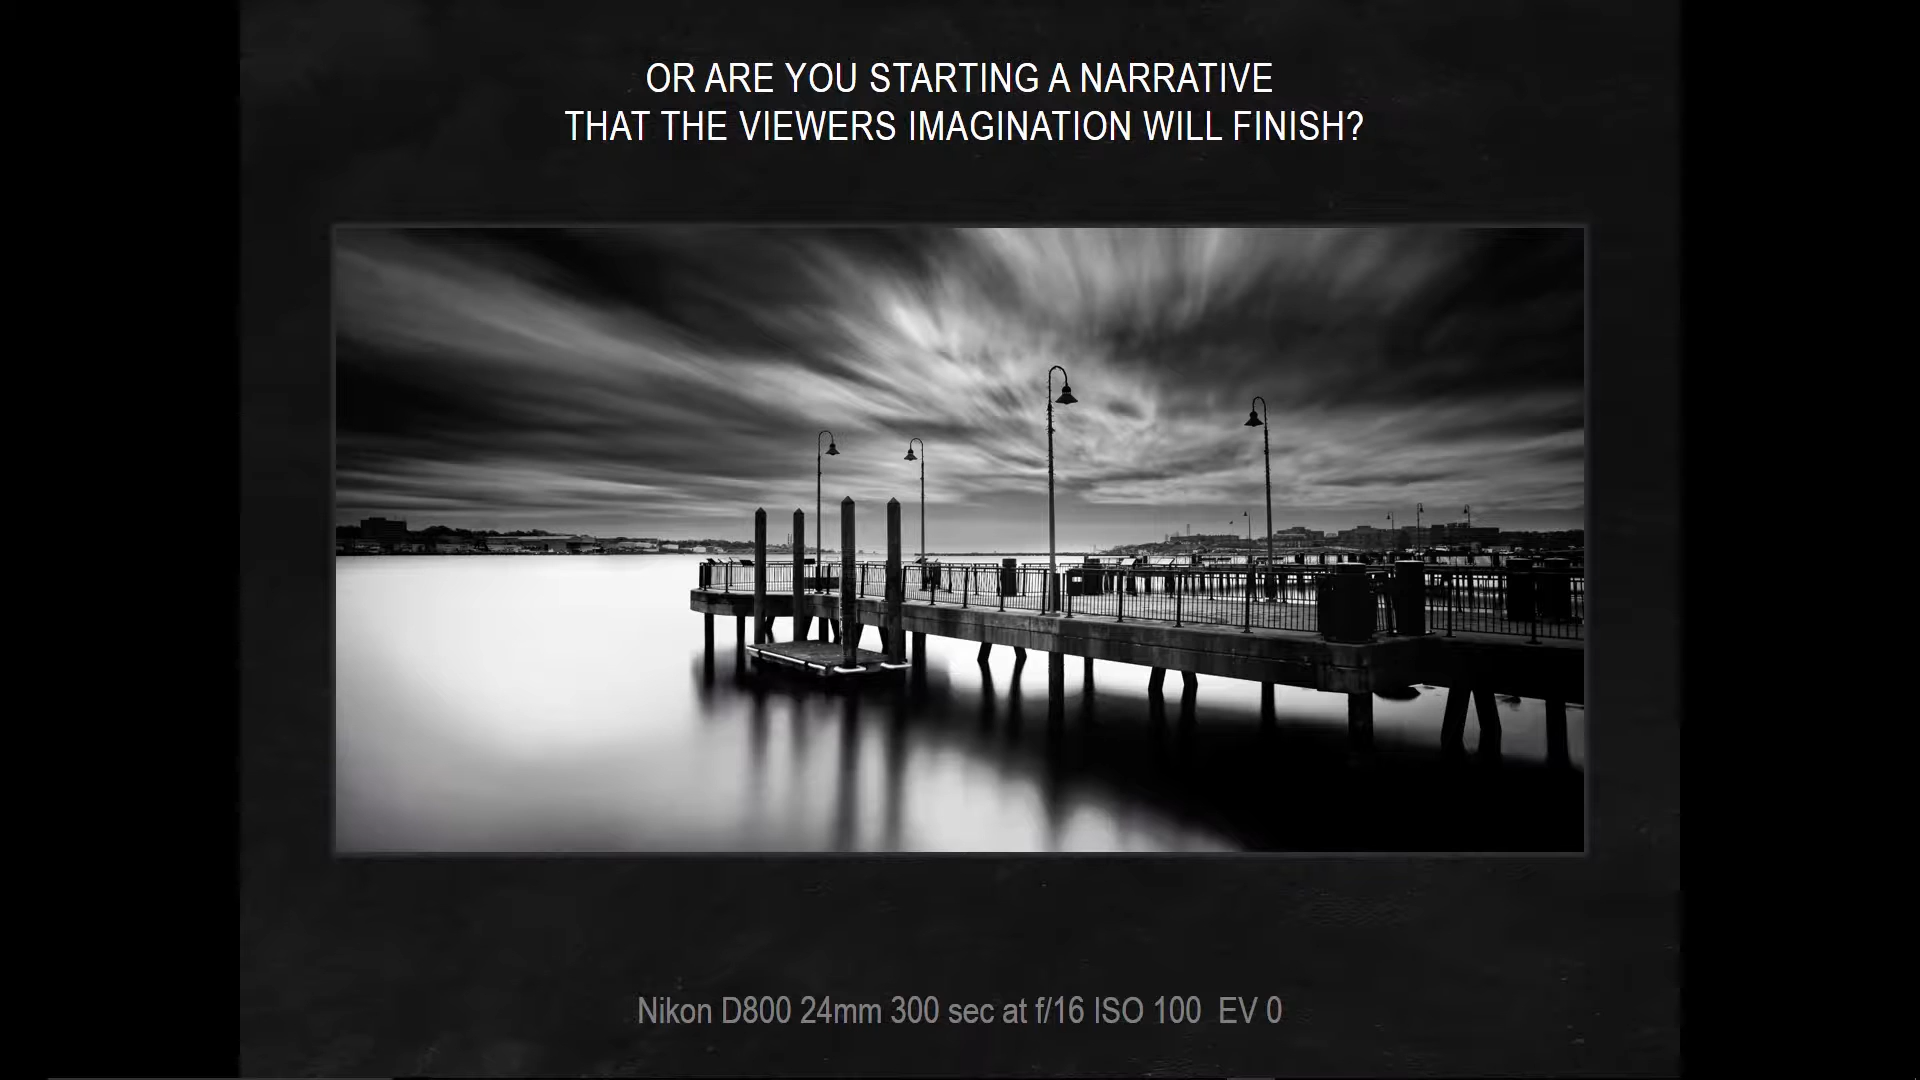 OR ARE YOU STARTING A NARRATIVE
THAT THE VIEWERS IMAGINATION WILL FINISH?
Nikon D800 24mm 300 sec at f/16 ISO 100 EV 0